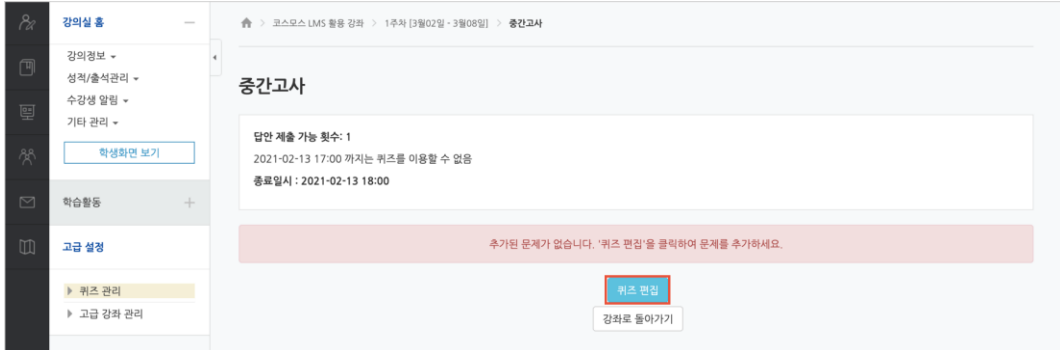 강의실 홈
강의정보
성적/출석관리
수강생 알림
기타 관리
학생화면 보기
학습활동
고급 설정
퀴즈 관리
고급 강좌 관리
코스모스 LMS 활용 강좌 > 1주차 [3월02일 - 3월08일] > 중간고사
중간고사
답안 제출 가능 횟수: 1
2021-02-13 17:00 까지는 퀴즈를 이용할 수 없음
종료일시 : 2021-02-13 18:00
추가된 문제가 없습니다. '퀴즈 편집'을 클릭하여 문제를 추가하세요.
퀴즈 편집
강좌로 돌아가기